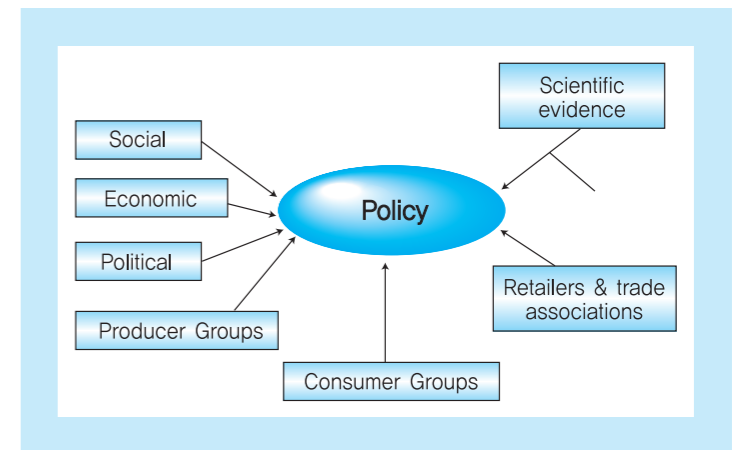 Scientific
evidence
Social
Economic
Policy
Political
Retailers & trade
associations
Producer Groups
Consumer Groups